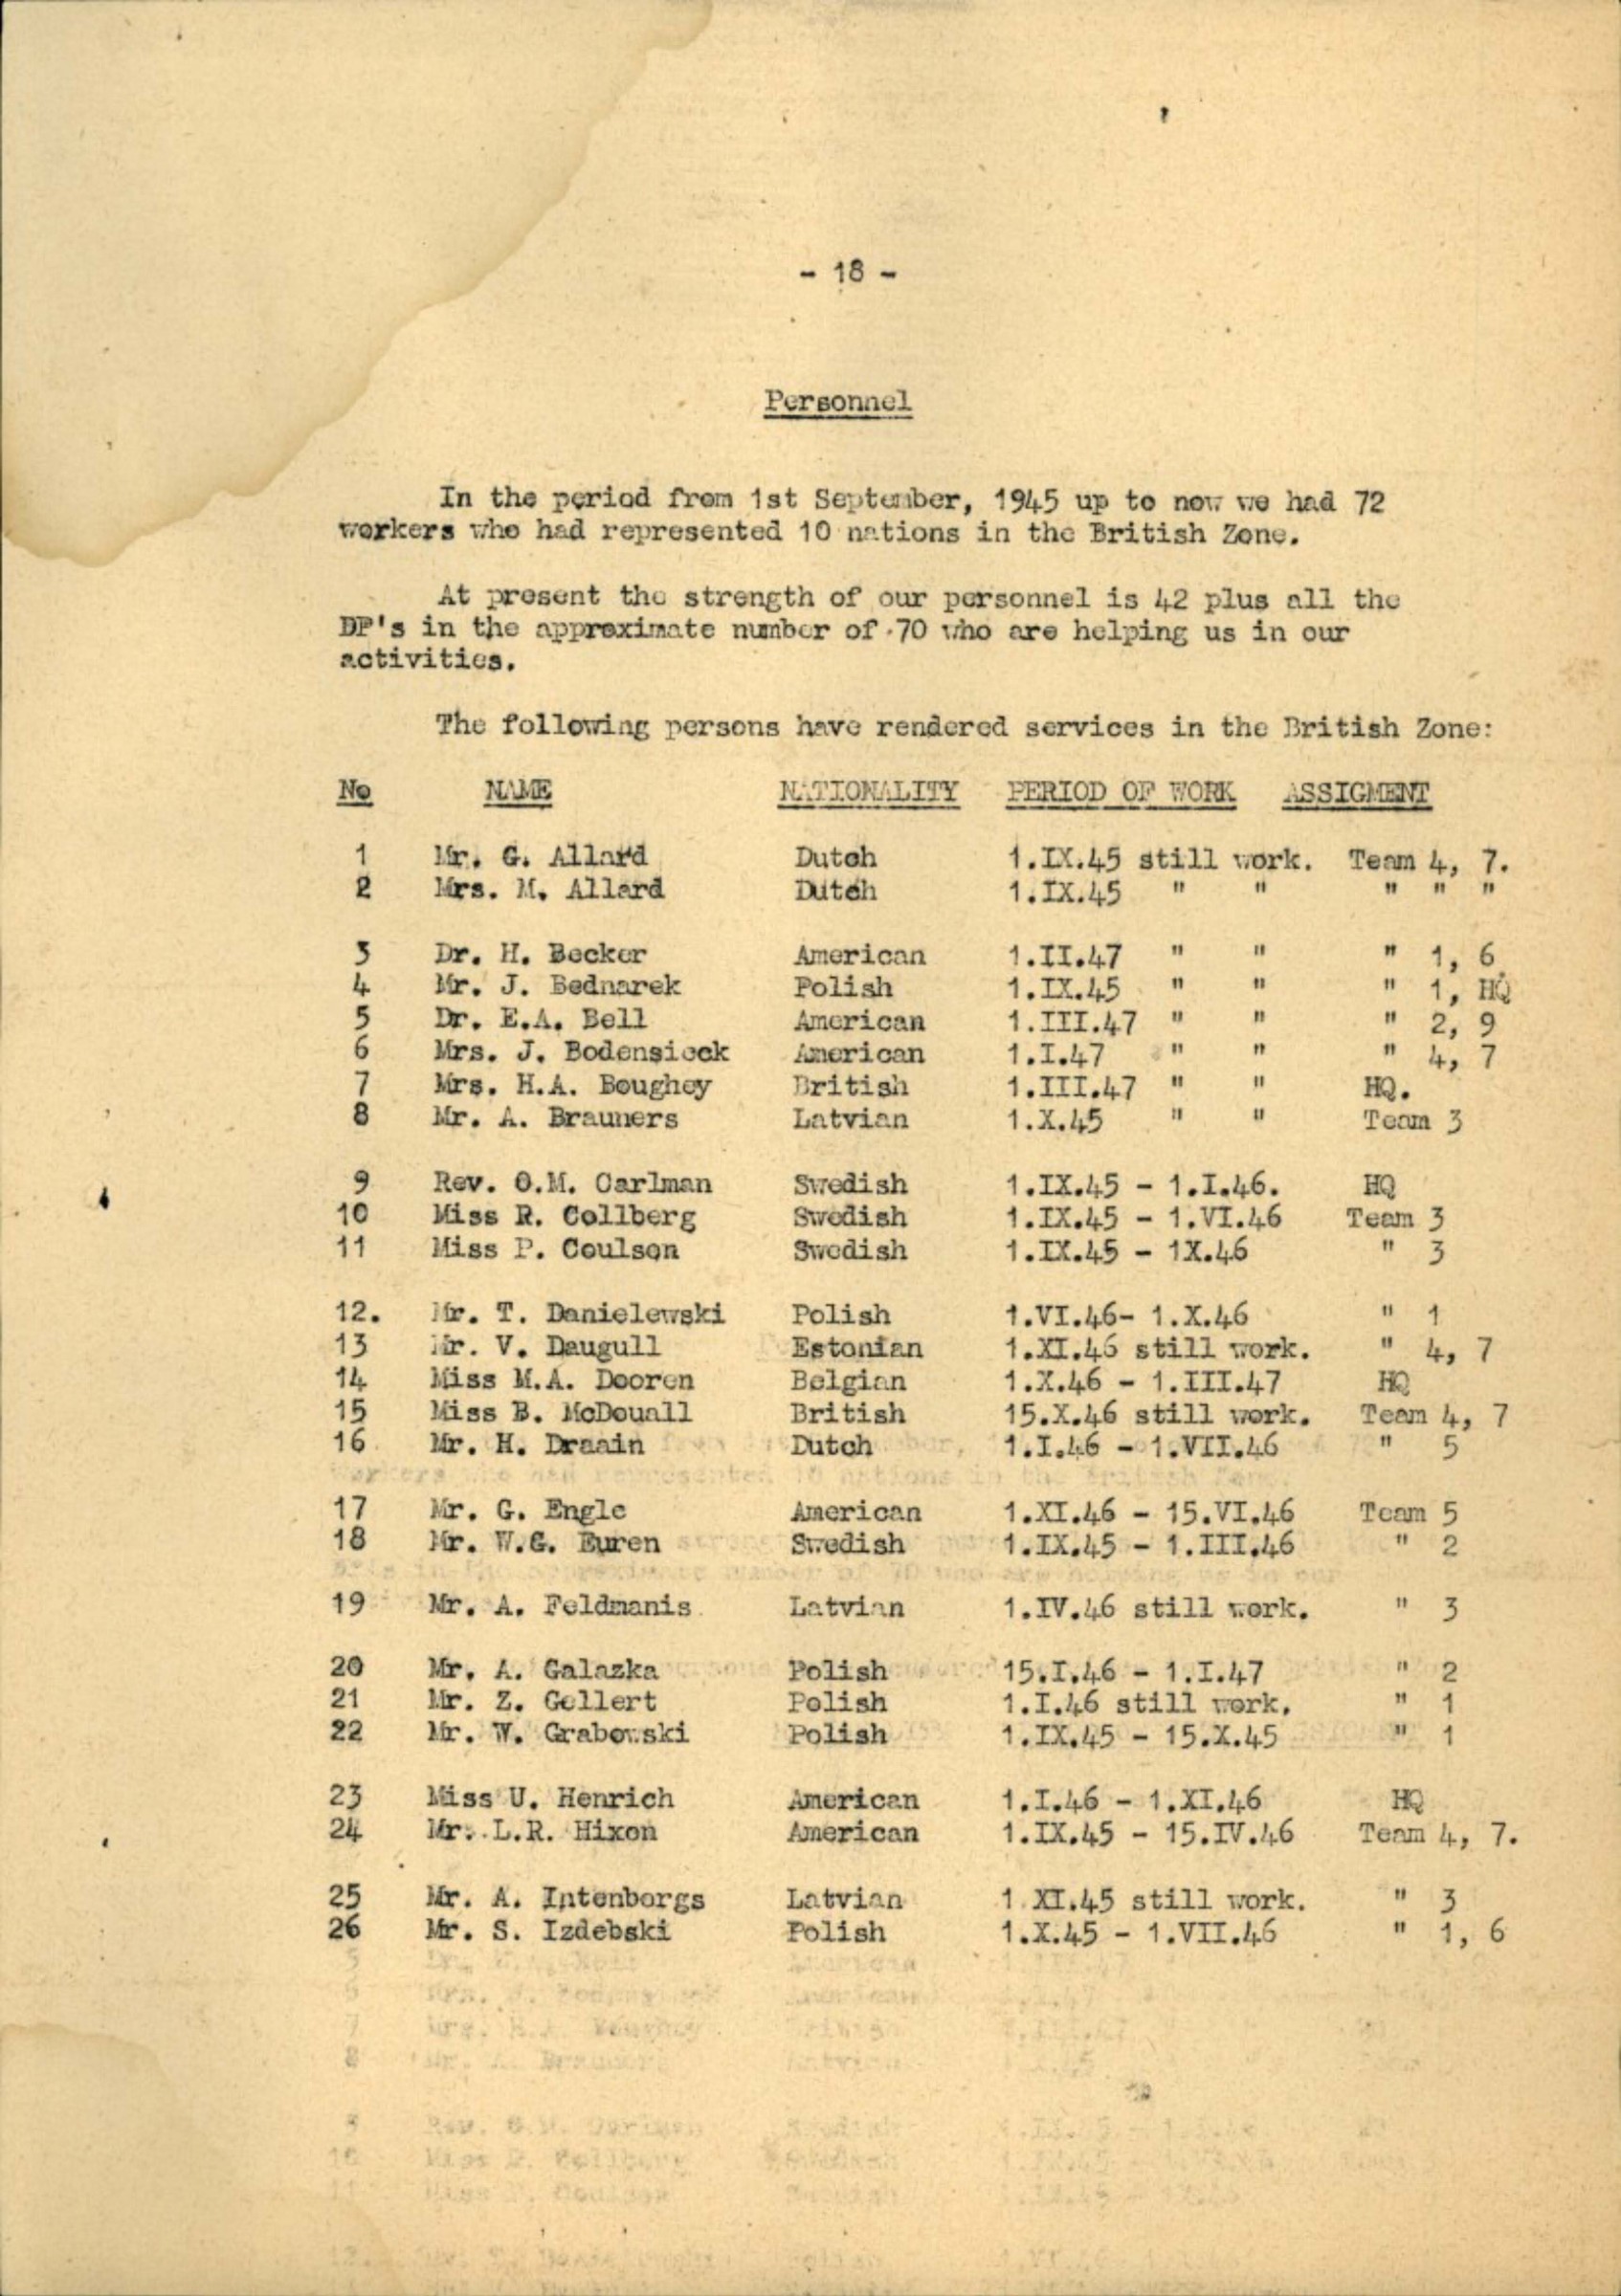 - 18 -
Personnel
In the period from 1st September, 1945 up to now we had 72
workers who had represented 10 nations in the British Zone.
At present the strength of our personnel is 42 plus all the
DP's in the approximate number of 70 who are helping us in our
activities.
The following persons have rendered services in the British Zone:
No NAME NATIONALITY PERIOD OF WORK ASSIGMENT
1 Mr. G. Allard Dutch 1.IX.45 still work. Team 4, 7.
2 Mrs. M. Allard Dutch 1.IX.45 " " " " "
3 Dr. H. Becker American 1.II.47 " " " 1, 6
4 Mr. J. Bednarek Polish 1.IX.45 " " " 1, HQ
5 Dr. E.A. Bell American 1.III.47 " " " 2, 9
6 Mrs. J. Bodensieck American 1.I.47 " " " 4, 7
7 Mrs. H.A. Boughey British 1.III.47 " " HQ.
8 Mr. A. Brauners Latvian 1.X.45 " " Team 3
9 Rev. O.M. Carlman Swedish 1.IX.45 - 1.I.46. HQ
10 Miss R. Collberg Swedish 1.IX.45 - 1.VI.46 Team 3
11 Miss P. Coulson Swedish 1.IX.45 - 1X.46 " 3
12. Mr. T. Danielewski Polish 1.VI.46- 1.X.46 " 1
13 Mr. V. Daugull Estonian 1.XI.46 still work. " 4, 7
14 Miss M.A. Dooren Belgian 1.X.46 - 1.III.47 HQ
15 Miss B. McDouall British 15.X.46 still work. Team 4, 7
16 Mr. H. Draain Dutch 1.I.46 - 1.VII.46 " 5
17 Mr. G. Engle American 1.XI.46 - 15.VI.46 Team 5
18 Mr. W.G. Euren Swedish 1.IX.45 - 1.III.46 " 2
19 Mr. A. Feldmanis Latvian 1.IV.46 still work. " 3
20 Mr. A. Galazka Polish 15.I.46 - 1.I.47 " 2
21 Mr. Z. Gellert Polish 1.I.46 still work. " 1
22 Mr. W. Grabowski Polish 1.IX.45 - 15.X.45 " 1
23 Miss U. Henrich American 1.I.46 - 1.XI.46 HQ
24 Mr. L.R. Hixon American 1.IX.45 - 15.IV.46 Team 4, 7.
25 Mr. A. Intenborgs Latvian 1 XI.45 still work. " 3
26 Mr. S. Izdebski Polish 1.X.45 - 1.VII.46 " 1, 6